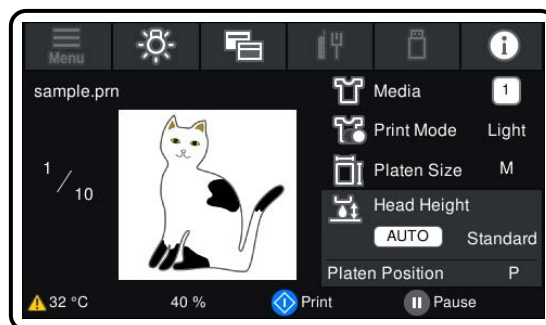 Menu
sample.prn
1/10
Media 1
Print Mode Light
Platen Size M
Head Height
AUTO Standard
Platen Position P
32 °C 40 % Print Pause